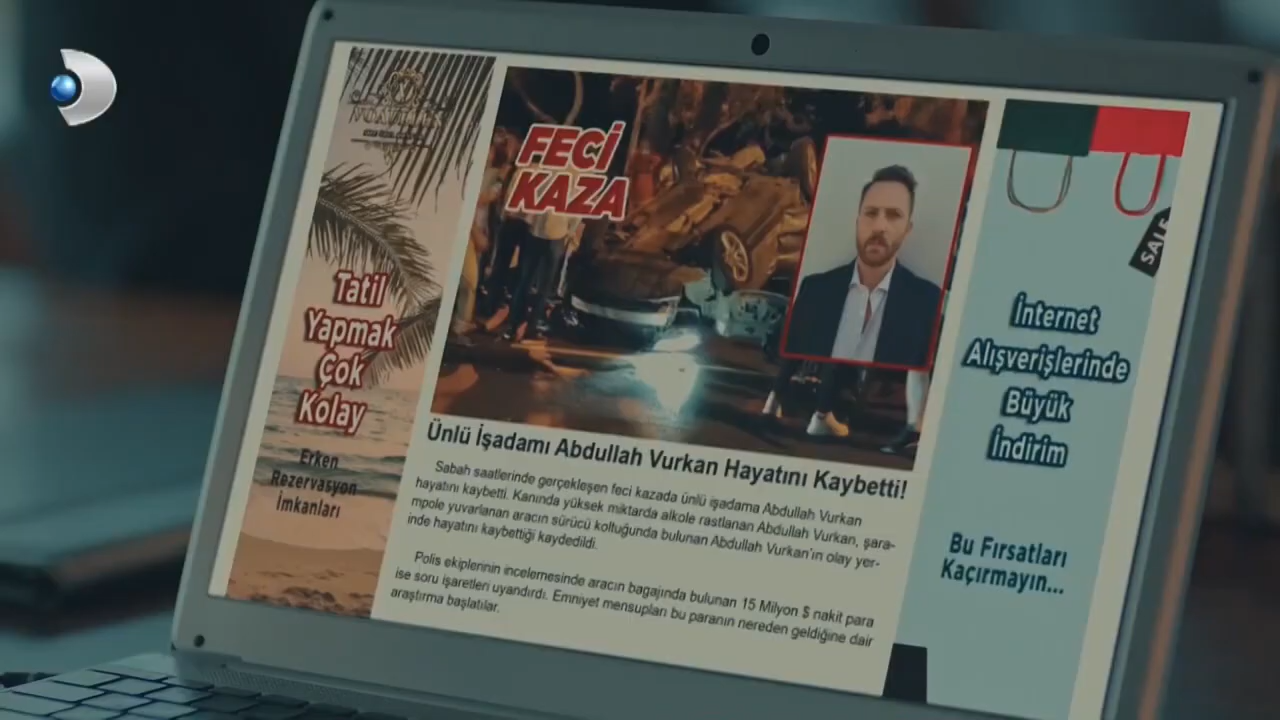 FECİ
KAZA
Ünlü İşadamı Abdullah Vurkan Hayatını Kaybetti!
Sabah saatlerinde gerçekleşen feci kazada ünlü işadama Abdullah Vurkan
hayatını kaybetti. Kanında yüksek miktarda alkole rastlanan Abdullah Vurkan, şara-
mpole yuvarlanan aracın sürücü koltuğunda bulunan Abdullah Vurkan'ın olay yer-
inde hayatını kaybettiği kaydedildi.
Polis ekiplerinin incelemesinde aracın bagajında bulunan 15 Milyon $ nakit para
ise soru işaretleri uyandırdı. Emniyet mensupları bu paranın nereden geldiğine dair
araştırma başlatılar.
Tatil
Yapmak
Çok
Kolay
Erken
Rezervasyon
İmkanları
SALE
İnternet
Alışverişlerinde
Büyük
İndirim
Bu Fırsatları
Kaçırmayın...